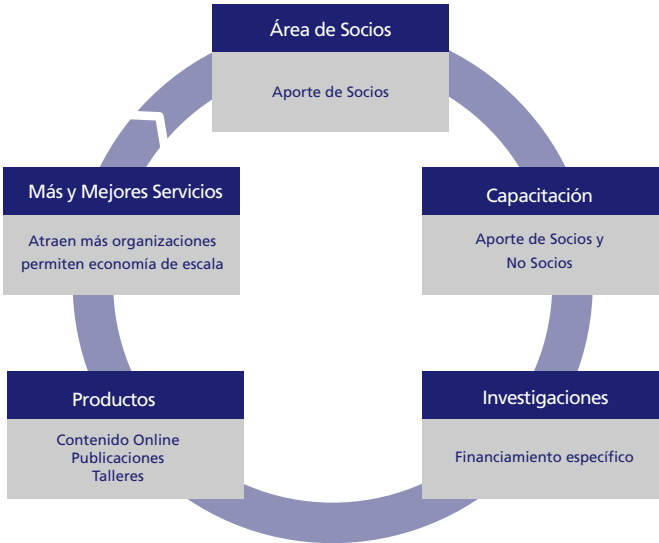 Área de Socios
Aporte de Socios
Capacitación
Aporte de Socios y
No Socios
Investigaciones
Financiamiento específico
Productos
Contenido Online
Publicaciones
Talleres
Más y Mejores Servicios
Atraen más organizaciones
permiten economía de escala